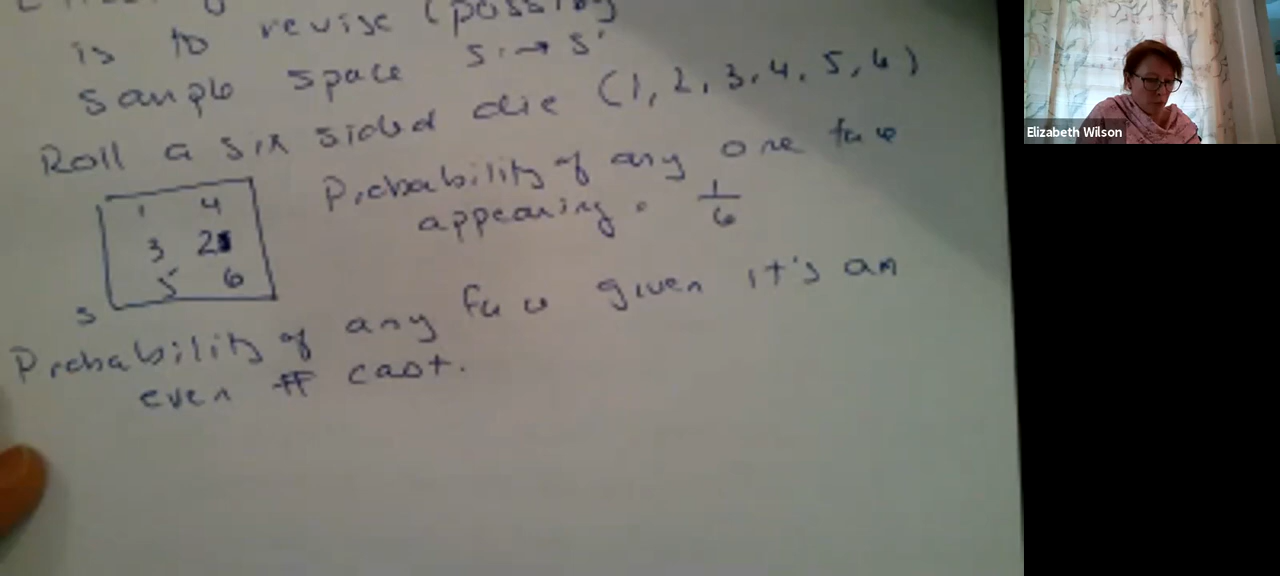 is to revise (possibly
sample space S → S'
Roll a six sided die (1, 2, 3, 4, 5, 6)
Probability of any one face
appearing = 1/6
1 4
3 2
5 6
S
Probability of any face given it's an
even # cast.
Elizabeth Wilson